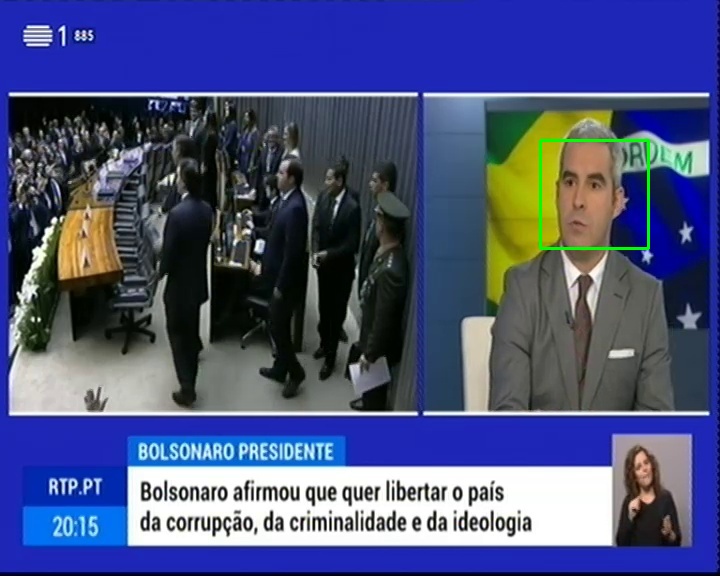 1 885
ORDEM
BOLSONARO PRESIDENTE
RTP.PT
Bolsonaro afirmou que quer libertar o país
20:15
da corrupção, da criminalidade e da ideologia